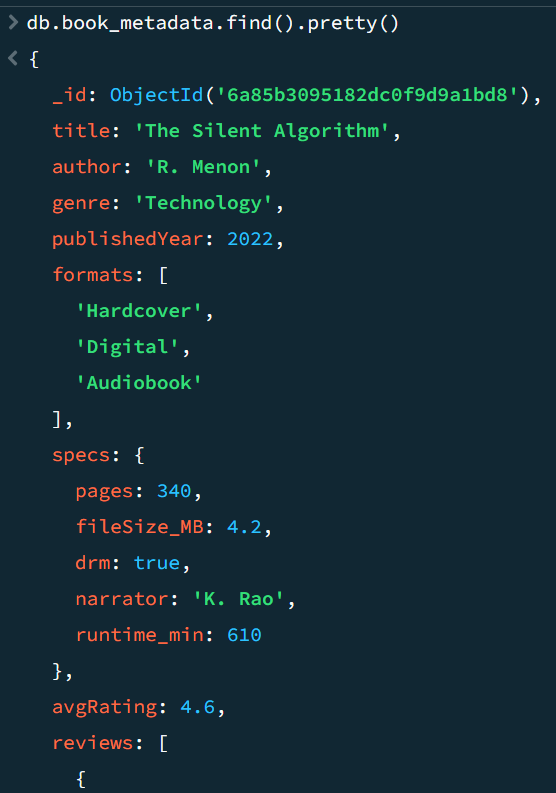 > db.book_metadata.find().pretty()
< {
_id: ObjectId('6a85b3095182dc0f9d9a1bd8'),
title: 'The Silent Algorithm',
author: 'R. Menon',
genre: 'Technology',
publishedYear: 2022,
formats: [
'Hardcover',
'Digital',
'Audiobook'
],
specs: {
pages: 340,
fileSize_MB: 4.2,
drm: true,
narrator: 'K. Rao',
runtime_min: 610
},
avgRating: 4.6,
reviews: [
{